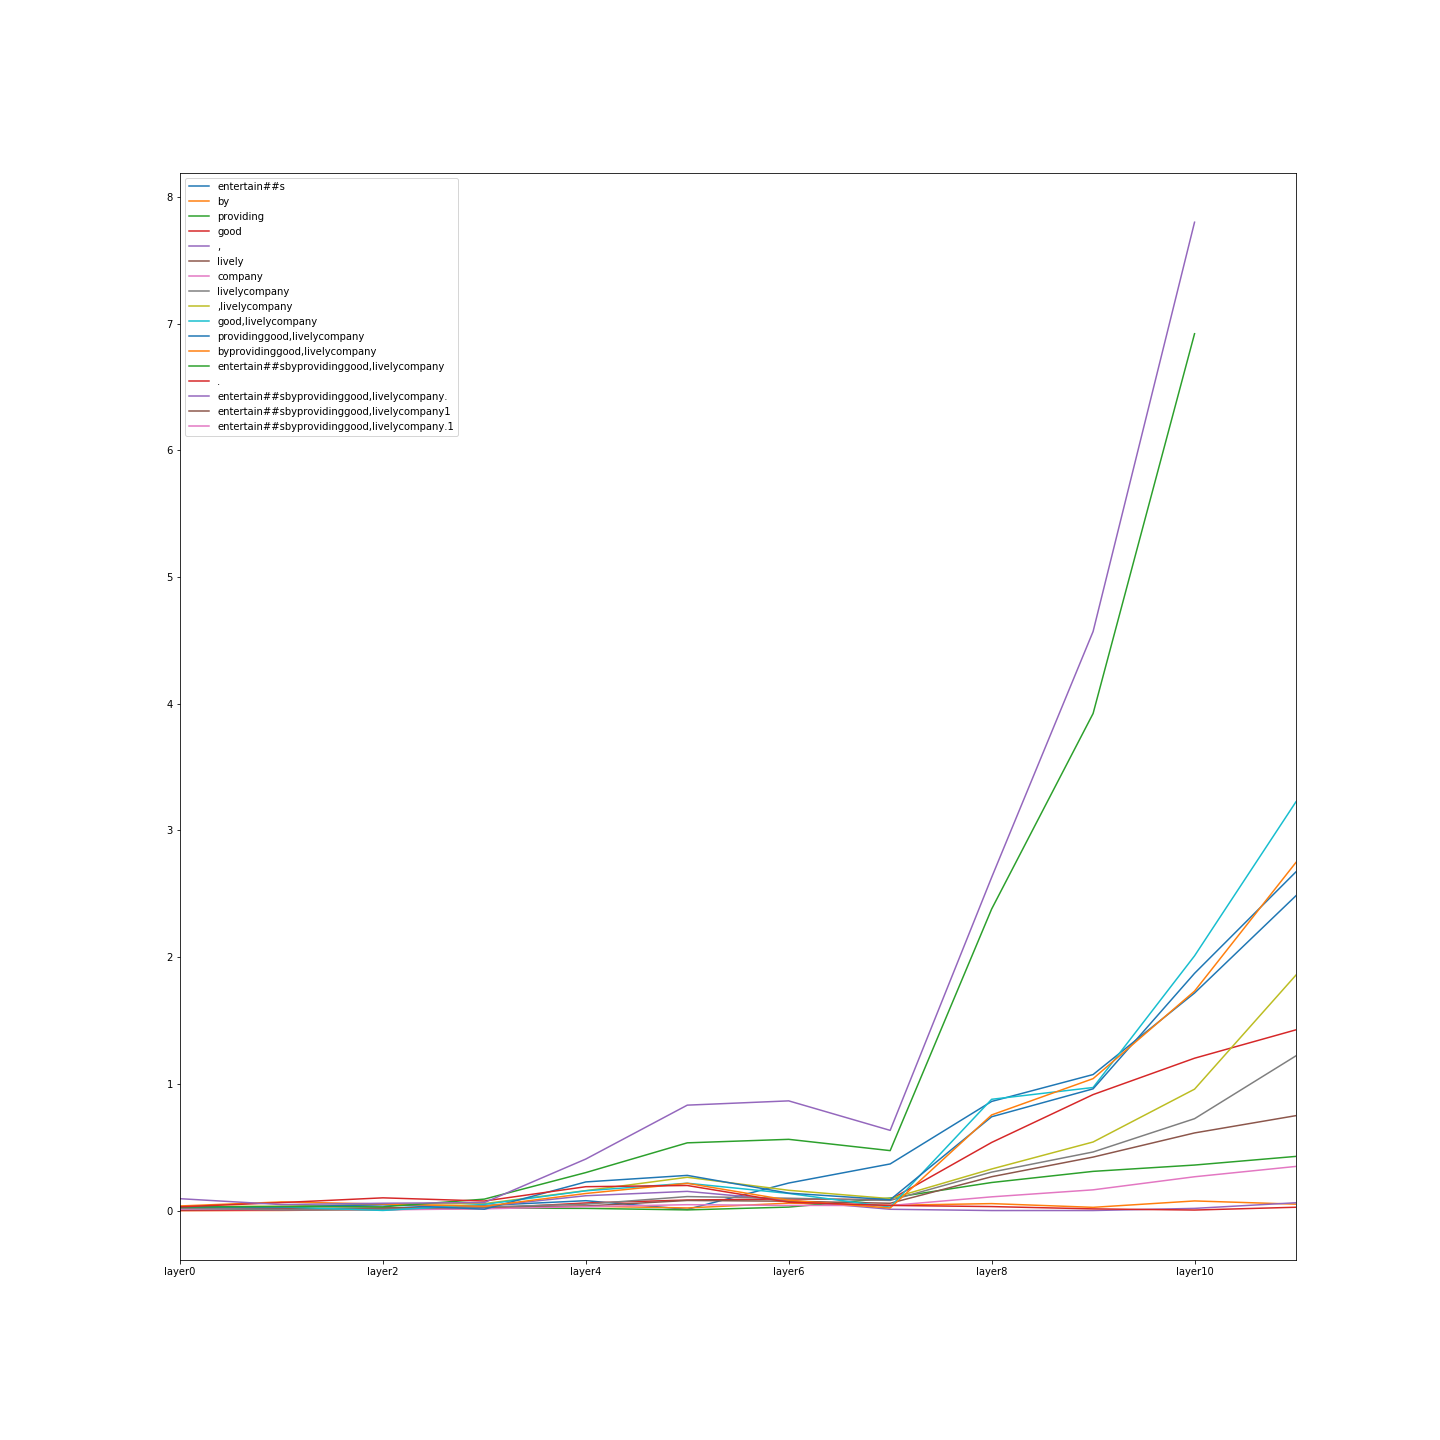 entertain##s
by
providing
good
,
lively
company
livelycompany
,livelycompany
good,livelycompany
providinggood,livelycompany
byprovidinggood,livelycompany
entertain##sbyprovidinggood,livelycompany
.
entertain##sbyprovidinggood,livelycompany.
entertain##sbyprovidinggood,livelycompany1
entertain##sbyprovidinggood,livelycompany.1
8
7
6
5
4
3
2
1
0
layer0 layer2 layer4 layer6 layer8 layer10